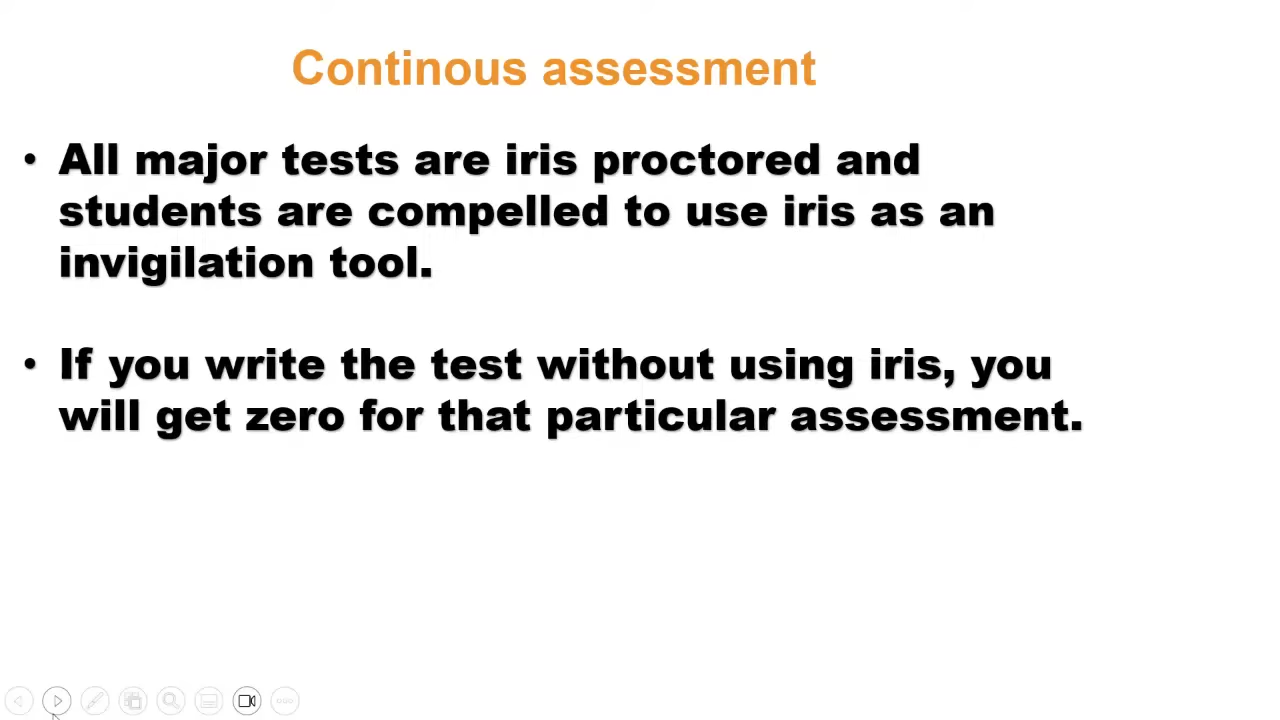 Continous assessment
• All major tests are iris proctored and
students are compelled to use iris as an
invigilation tool.
• If you write the test without using iris, you
will get zero for that particular assessment.